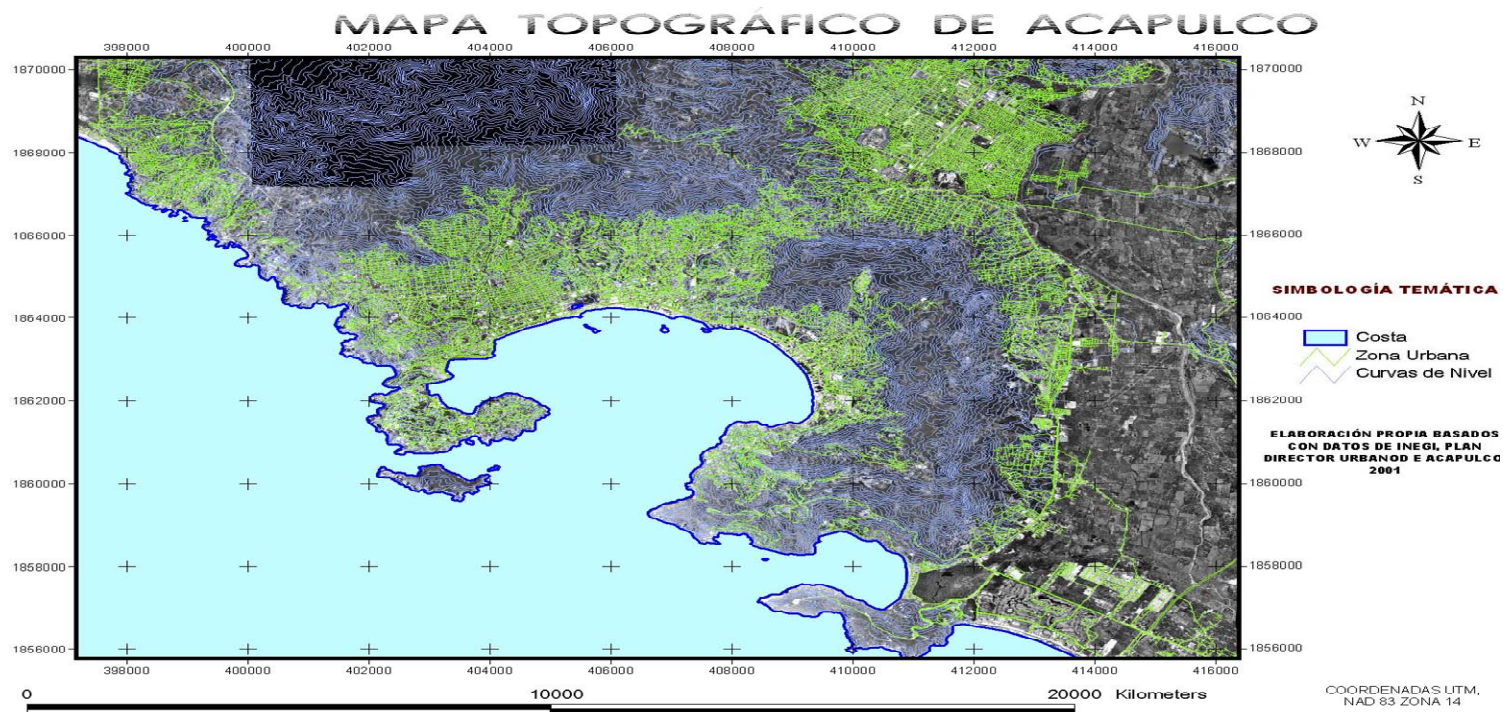 MAPA TOPOGRÁFICO DE ACAPULCO
398000 400000 402000 404000 406000 408000 410000 412000 414000 416000
1870000 1870000
1868000 1868000
1866000 1866000
1864000 1864000
1862000 1862000
1860000 1860000
1858000 1858000
1856000 1856000
398000 400000 402000 404000 406000 408000 410000 412000 414000 416000
N
W E
S
SIMBOLOGÍA TEMÁTICA
Costa
Zona Urbana
Curvas de Nivel
ELABORACIÓN PROPIA BASADOS
CON DATOS DE INEGI, PLAN
DIRECTOR URBANOD E ACAPULCO
2001
0 10000 20000 Kilometers
COORDENADAS UTM,
NAD 83 ZONA 14